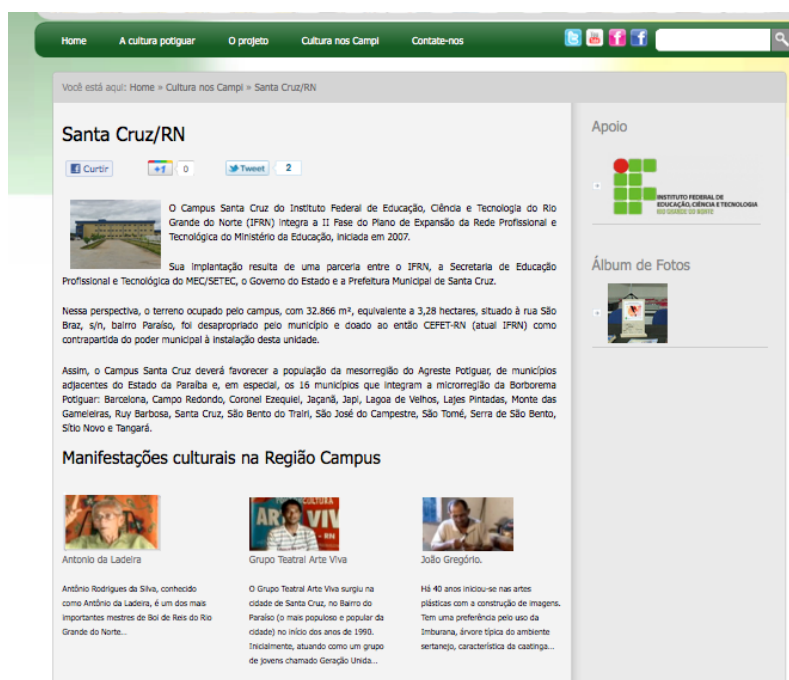 Home A cultura potiguar O projeto Cultura nos Campi Contate-nos
Você está aqui: Home » Cultura nos Campi » Santa Cruz/RN
Santa Cruz/RN
Curtir +1 0 Tweet 2
O Campus Santa Cruz do Instituto Federal de Educação, Ciência e Tecnologia do Rio
Grande do Norte (IFRN) integra a II Fase do Plano de Expansão da Rede Profissional e
Tecnológica do Ministério da Educação, iniciada em 2007.
Sua implantação resulta de uma parceria entre o IFRN, a Secretaria de Educação
Profissional e Tecnológica do MEC/SETEC, o Governo do Estado e a Prefeitura Municipal de Santa Cruz.
Nessa perspectiva, o terreno ocupado pelo campus, com 32.866 m², equivalente a 3,28 hectares, situado à rua São
Braz, s/n, bairro Paraíso, foi desapropriado pelo município e doado ao então CEFET-RN (atual IFRN) como
contrapartida do poder municipal à instalação desta unidade.
Assim, o Campus Santa Cruz deverá favorecer a população da mesorregião do Agreste Potiguar, de municípios
adjacentes do Estado da Paraíba e, em especial, os 16 municípios que integram a microrregião da Borborema
Potiguar: Barcelona, Campo Redondo, Coronel Ezequiel, Jaçanã, Japi, Lagoa de Velhos, Lajes Pintadas, Monte das
Gameleiras, Ruy Barbosa, Santa Cruz, São Bento do Trairi, São José do Campestre, São Tomé, Serra de São Bento,
Sítio Novo e Tangará.
Manifestações culturais na Região Campus
Antonio da Ladeira
Antônio Rodrigues da Silva, conhecido
como Antônio da Ladeira, é um dos mais
importantes mestres de Boi de Reis do Rio
Grande do Norte...
AR VIV
- RN
Grupo Teatral Arte Viva
O Grupo Teatral Arte Viva surgiu na
cidade de Santa Cruz, no Bairro do
Paraíso (o mais populoso e popular da
cidade) no início dos anos de 1990.
Inicialmente, atuando como um grupo
de jovens chamado Geração Unida...
João Gregório.
Há 40 anos iniciou-se nas artes
plásticas com a construção de imagens.
Tem uma preferência pelo uso da
Imburana, árvore típica do ambiente
sertanejo, característica da caatinga...
Apoio
INSTITUTO FEDERAL DE
EDUCAÇÃO, CIÊNCIA E TECNOLOGIA
RIO GRANDE DO NORTE
Álbum de Fotos